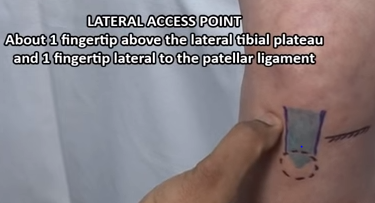 LATERAL ACCESS POINT
About 1 fingertip above the lateral tibial plateau
and 1 fingertip lateral to the patellar ligament